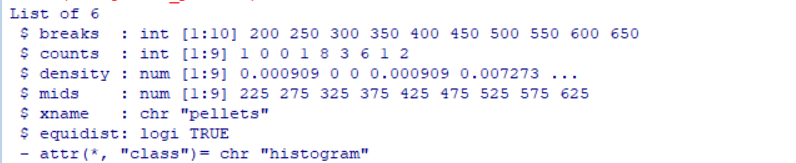 List of 6
 $ breaks  : int [1:10] 200 250 300 350 400 450 500 550 600 650
 $ counts  : int [1:9] 1 0 0 1 8 3 6 1 2
 $ density : num [1:9] 0.000909 0 0 0.000909 0.007273 ...
 $ mids    : num [1:9] 225 275 325 375 425 475 525 575 625
 $ xname   : chr "pellets"
 $ equidist: logi TRUE
 - attr(*, "class")= chr "histogram"